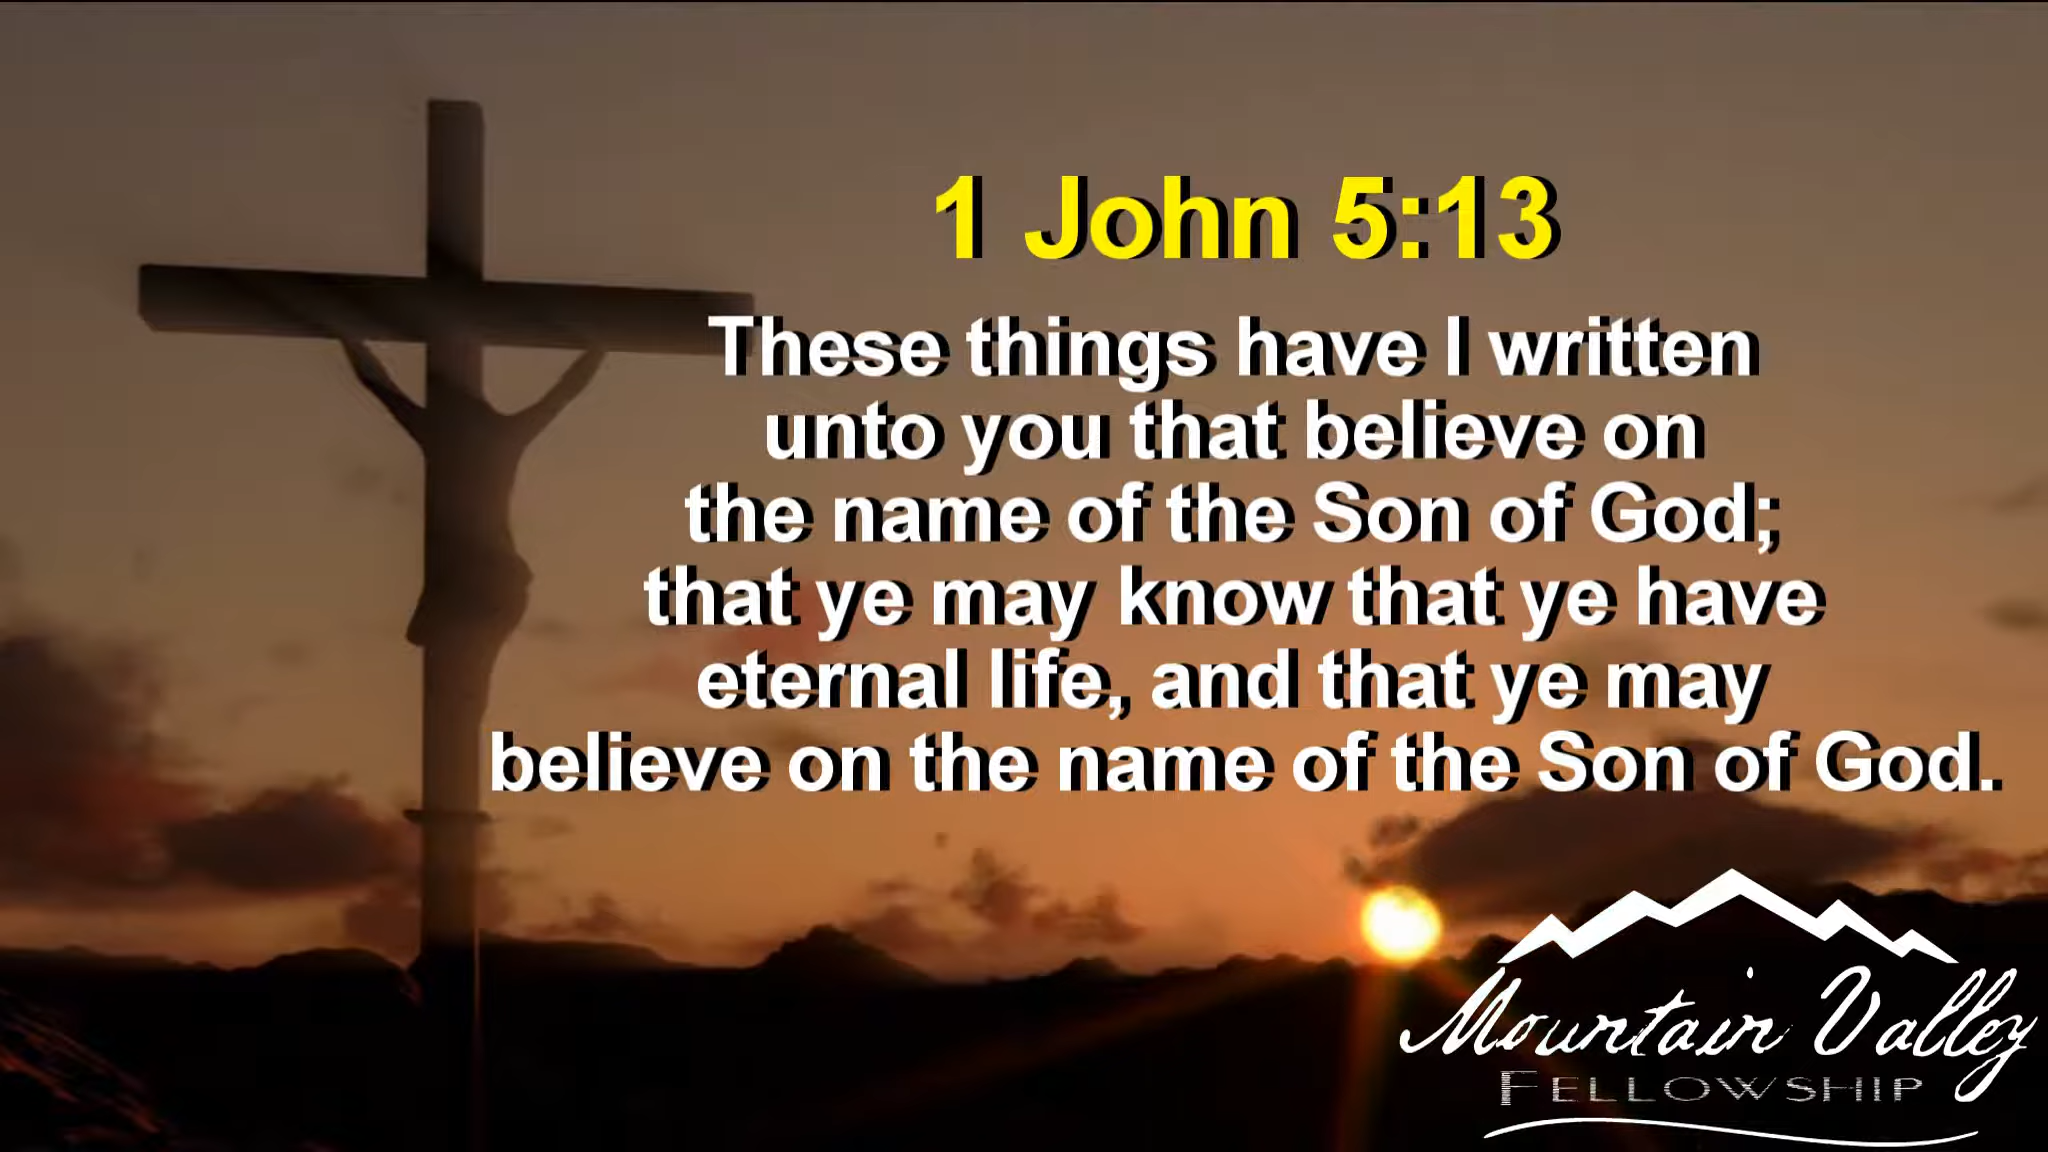 1 John 5:13
These things have I written
unto you that believe on
the name of the Son of God;
that ye may know that ye have
eternal life, and that ye may
believe on the name of the Son of God.
Mountain Valley
FELLOWSHIP